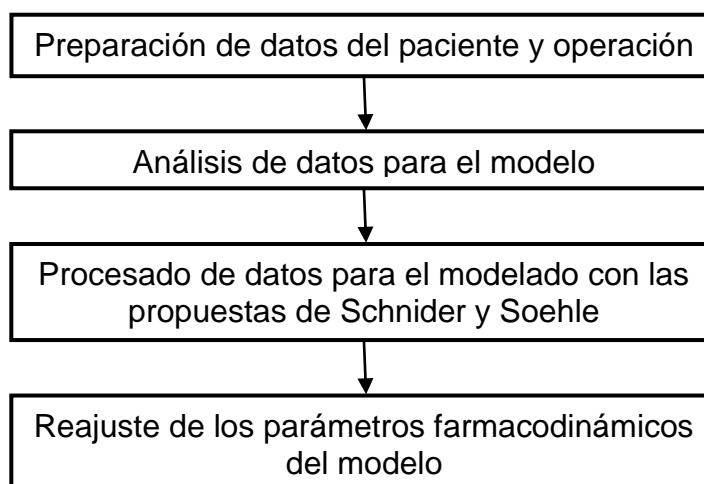 Preparación de datos del paciente y operación
Análisis de datos para el modelo
Procesado de datos para el modelado con las
propuestas de Schnider y Soehle
Reajuste de los parámetros farmacodinámicos
del modelo